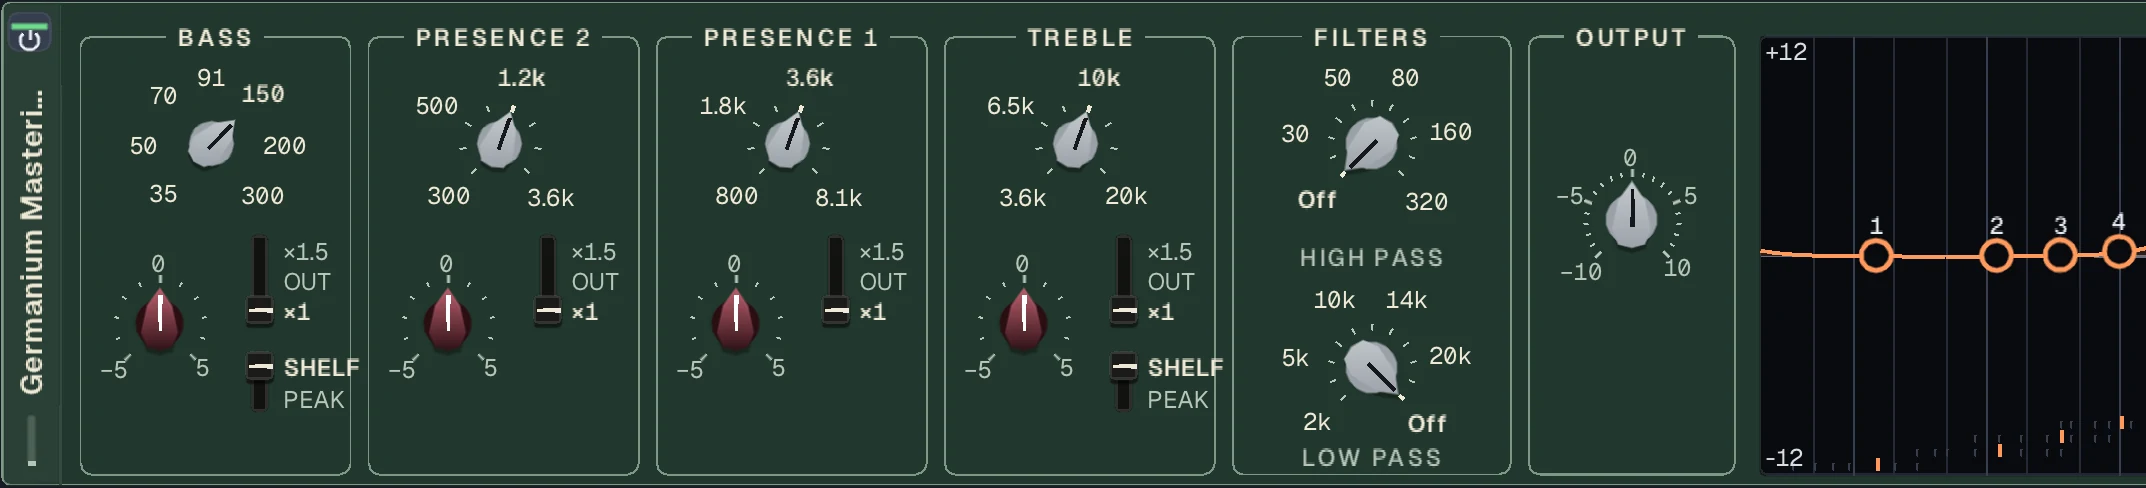 Germanium Masteri...
BASS
91
70
150
50
200
35
300
0
-5
5
×1.5
OUT
×1
SHELF
PEAK
PRESENCE 2
1.2k
500
300
3.6k
0
-5
5
×1.5
OUT
×1
PRESENCE 1
3.6k
1.8k
800
8.1k
0
-5
5
×1.5
OUT
×1
TREBLE
10k
6.5k
3.6k
20k
0
-5
5
×1.5
OUT
×1
SHELF
PEAK
FILTERS
50
80
30
160
Off
320
HIGH PASS
10k
14k
5k
20k
2k
Off
LOW PASS
OUTPUT
0
-5
5
-10
10
+12
1
2
3
4
-12